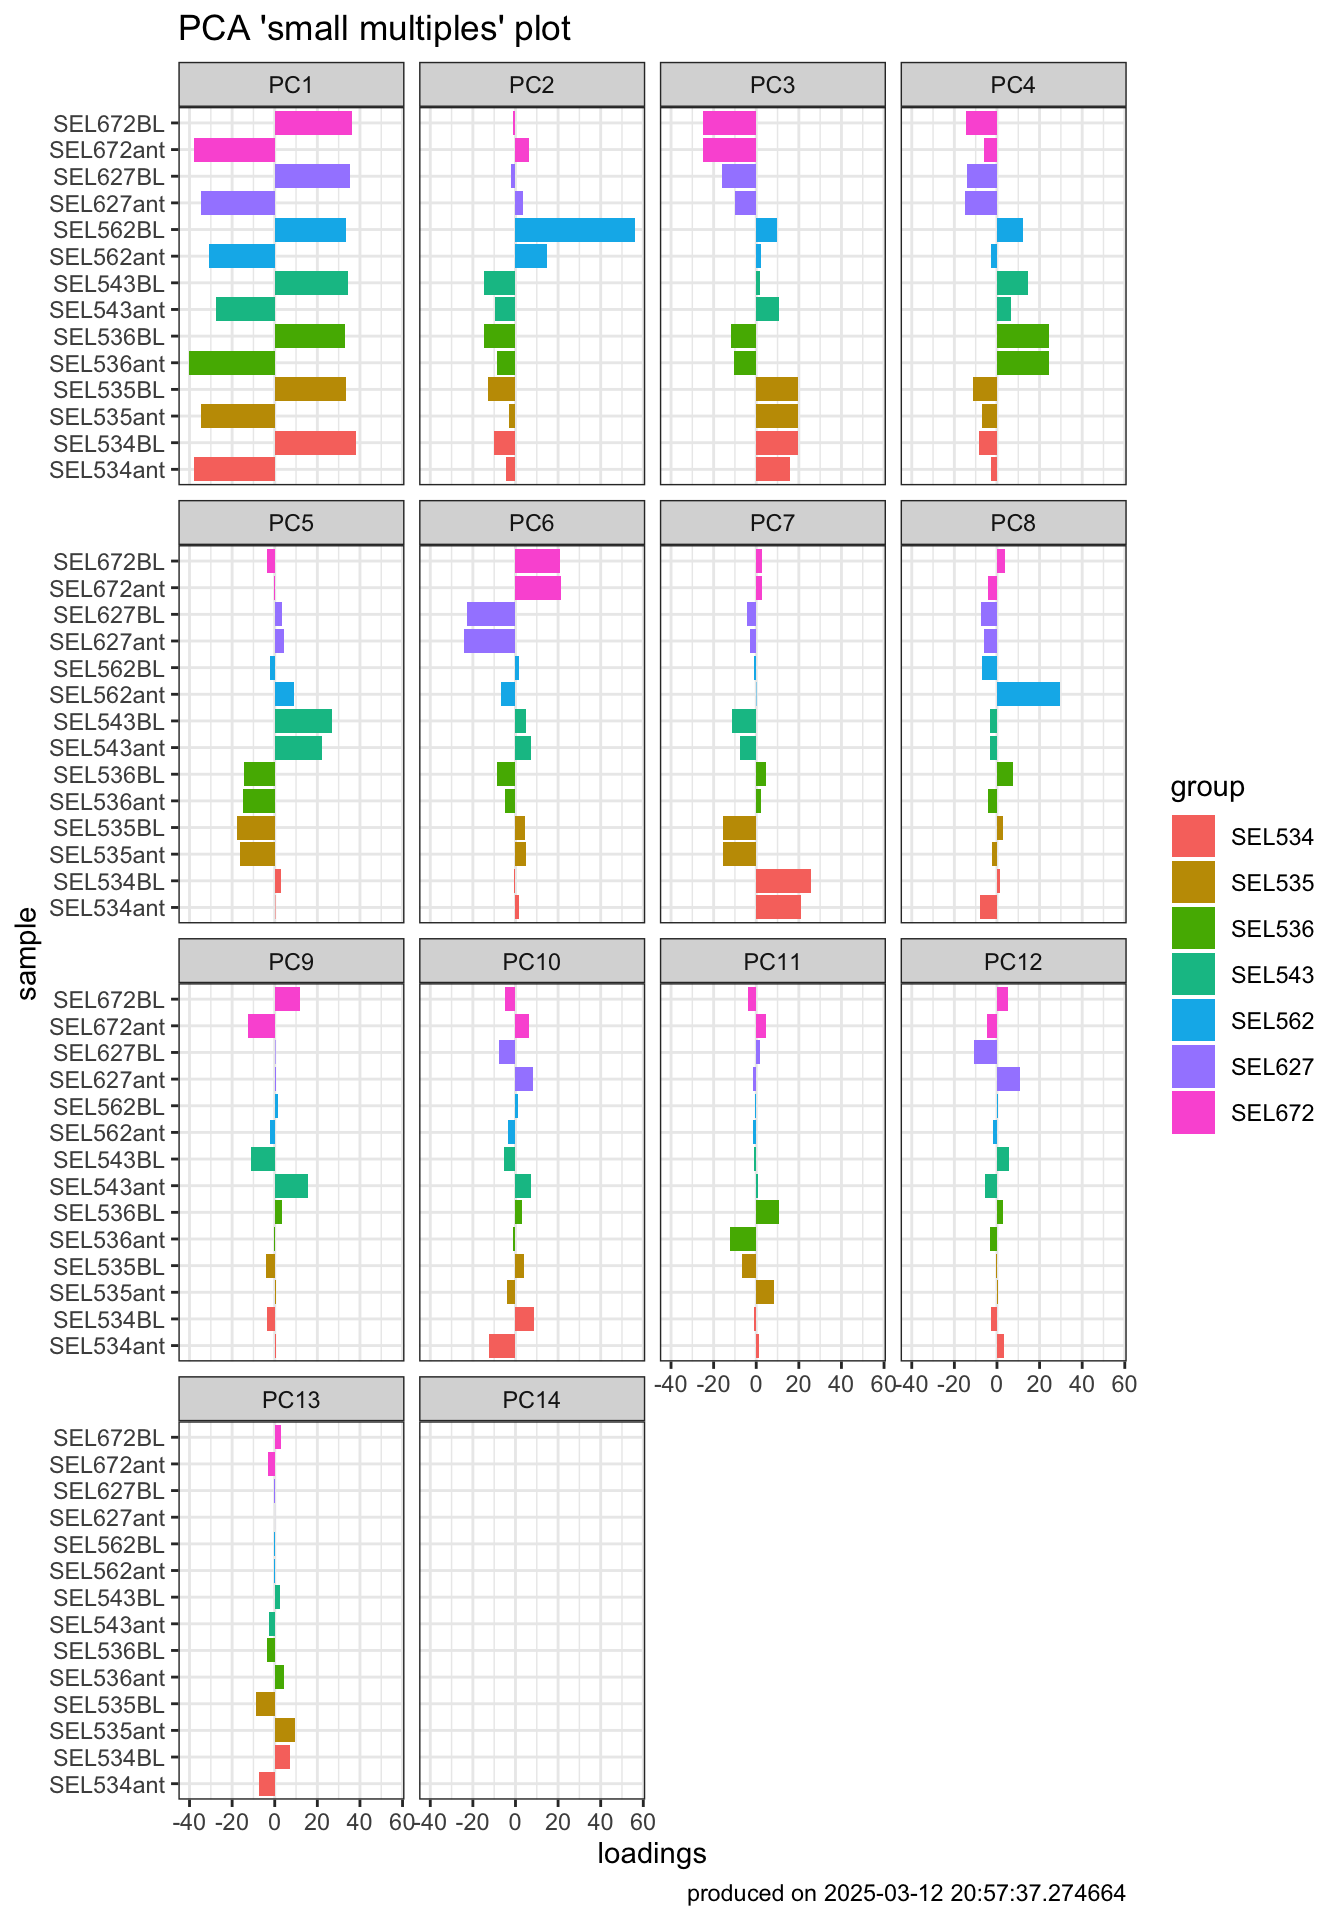 PCA 'small multiples' plot
PC1 PC2 PC3 PC4
SEL672BL
SEL672ant
SEL627BL
SEL627ant
SEL562BL
SEL562ant
SEL543BL
SEL543ant
SEL536BL
SEL536ant
SEL535BL
SEL535ant
SEL534BL
SEL534ant
PC5 PC6 PC7 PC8
SEL672BL
SEL672ant
SEL627BL
SEL627ant
SEL562BL
SEL562ant
SEL543BL
SEL543ant
SEL536BL
SEL536ant
SEL535BL
SEL535ant
SEL534BL
SEL534ant
sample
PC9 PC10 PC11 PC12
SEL672BL
SEL672ant
SEL627BL
SEL627ant
SEL562BL
SEL562ant
SEL543BL
SEL543ant
SEL536BL
SEL536ant
SEL535BL
SEL535ant
SEL534BL
SEL534ant
-40 -20 0 20 40 60 -40 -20 0 20 40 60
PC13 PC14
SEL672BL
SEL672ant
SEL627BL
SEL627ant
SEL562BL
SEL562ant
SEL543BL
SEL543ant
SEL536BL
SEL536ant
SEL535BL
SEL535ant
SEL534BL
SEL534ant
-40 -20 0 20 40 60 -40 -20 0 20 40 60
loadings
group
SEL534
SEL535
SEL536
SEL543
SEL562
SEL627
SEL672
produced on 2025-03-12 20:57:37.274664